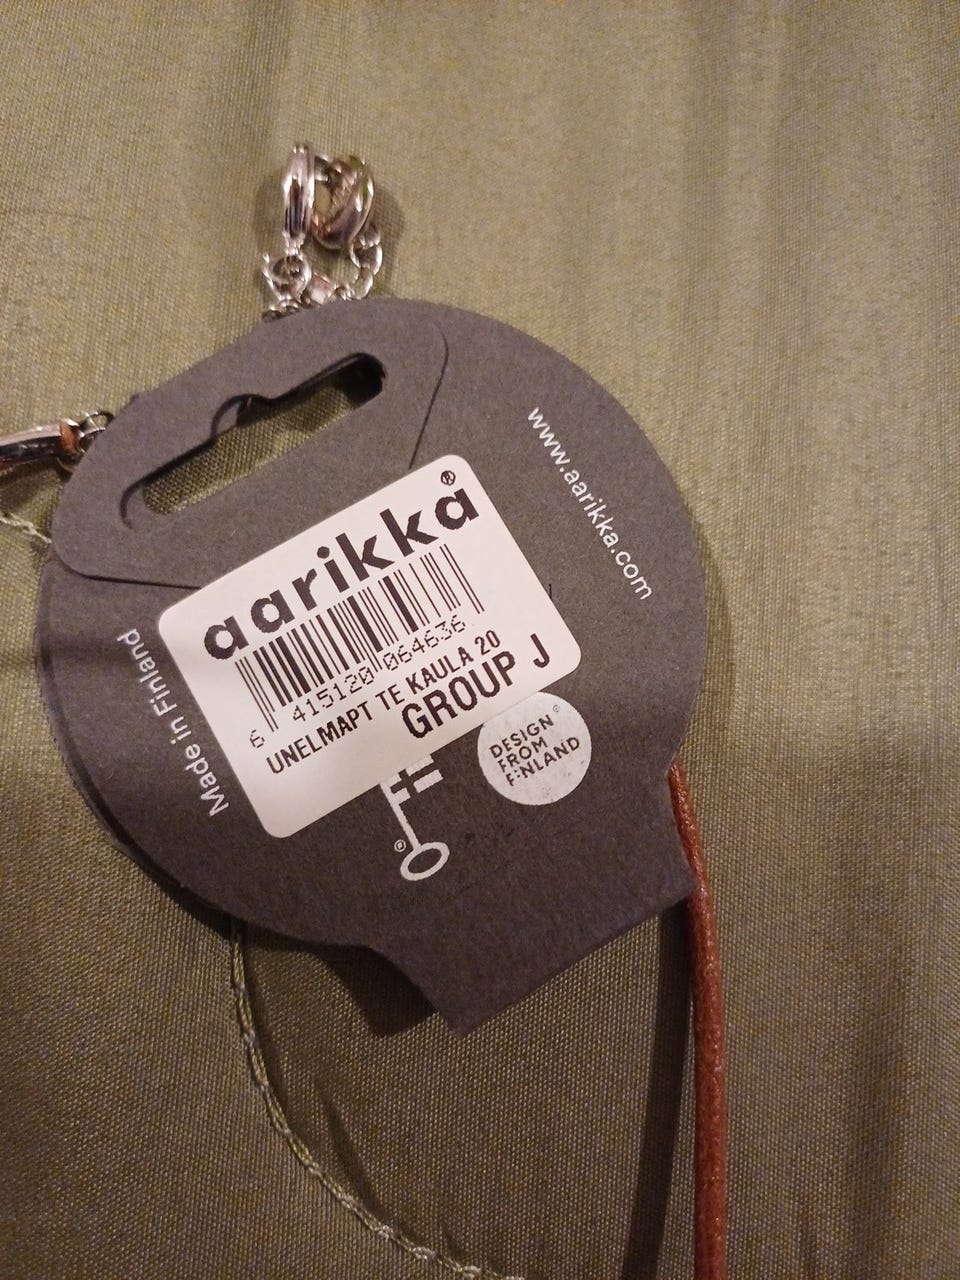 www.aarikka.com
aarikka®
6 415120 064636
UNELMAPT TE KAULA 20
GROUP J
Made in Finland
DESIGN
FROM
FINLAND